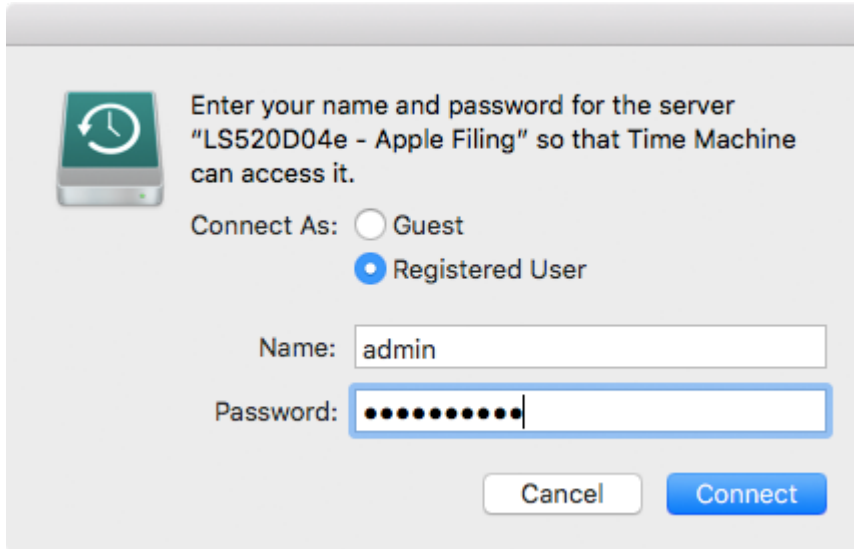 Enter your name and password for the server
“LS520D04e - Apple Filing” so that Time Machine
can access it.
Connect As: Guest
Registered User
Name: admin
Password: ●●●●●●●●●●
Cancel Connect